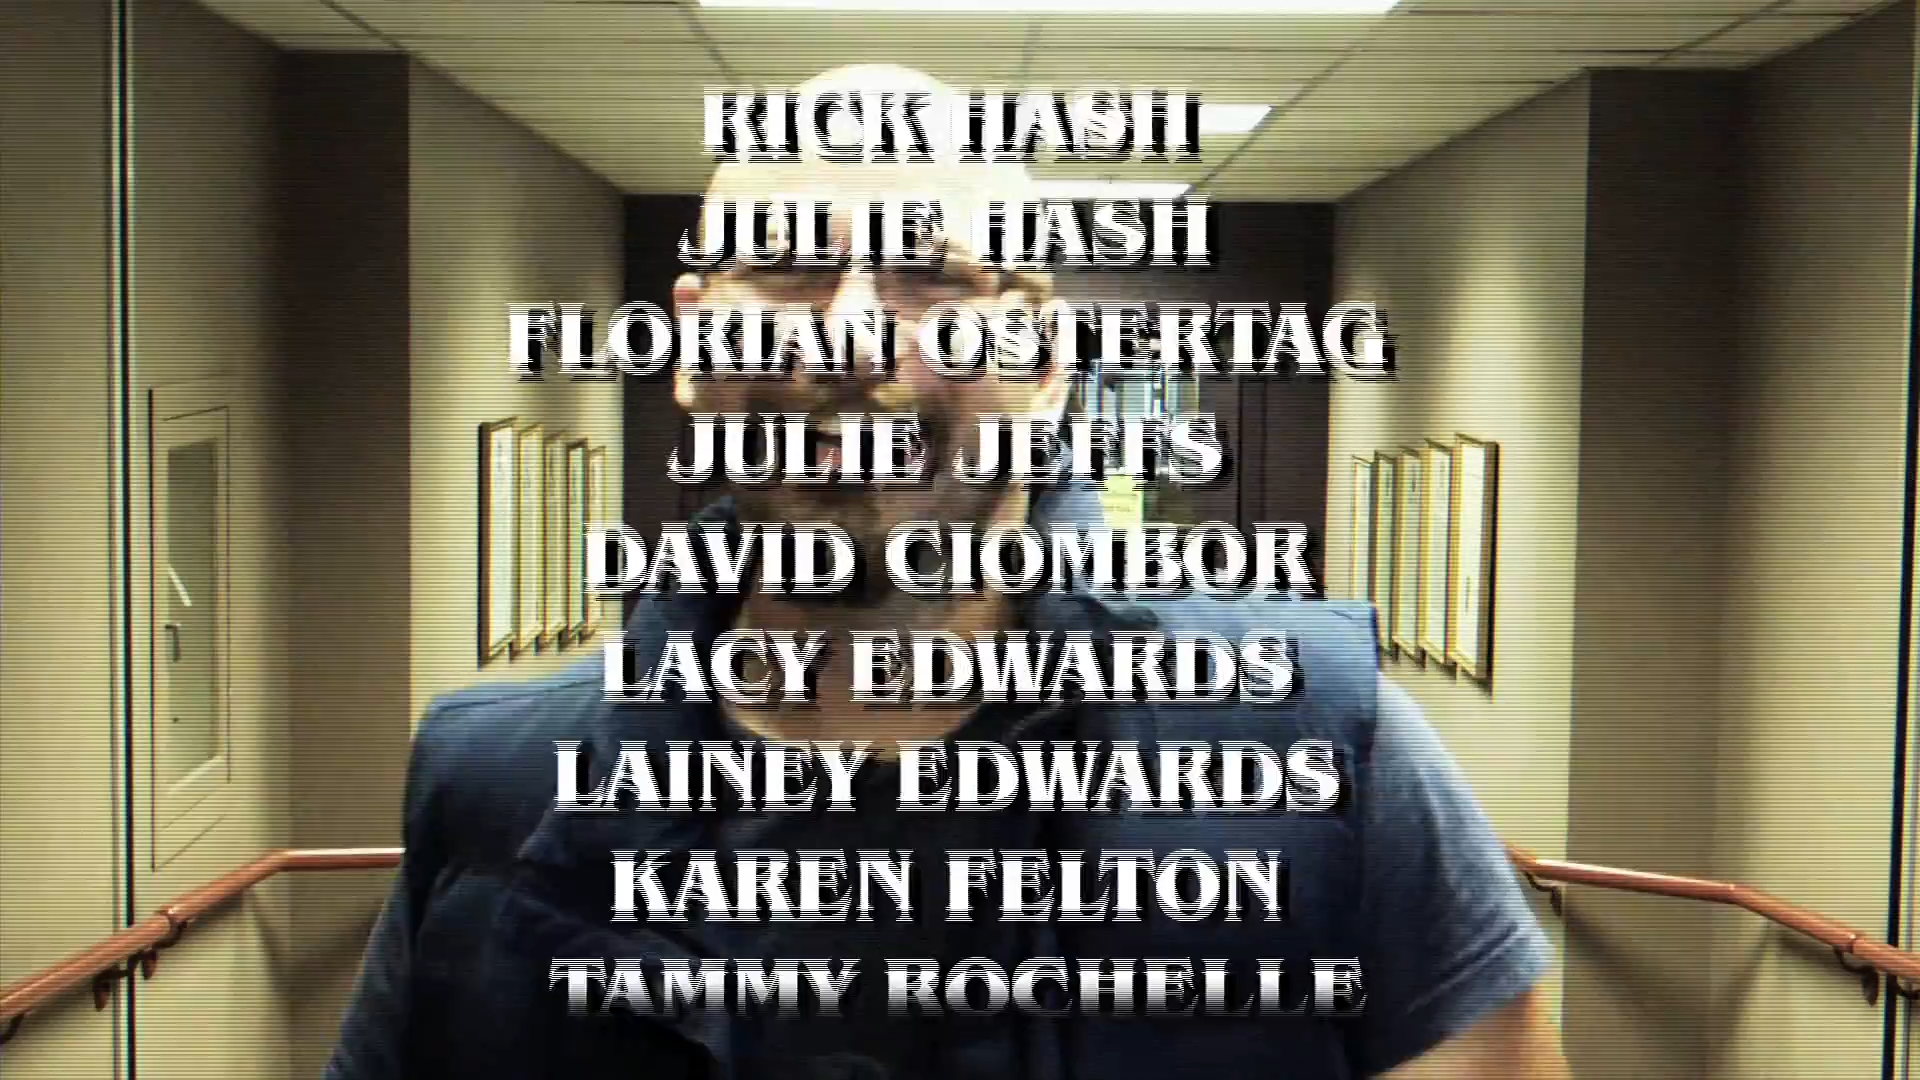 RICK HASH
JULIE HASH
FLORIAN OSTERTAG
JULIE JEFFS
DAVID CIOMBOR
LACY EDWARDS
LAINEY EDWARDS
KAREN FELTON
TAMMY ROCHELLE